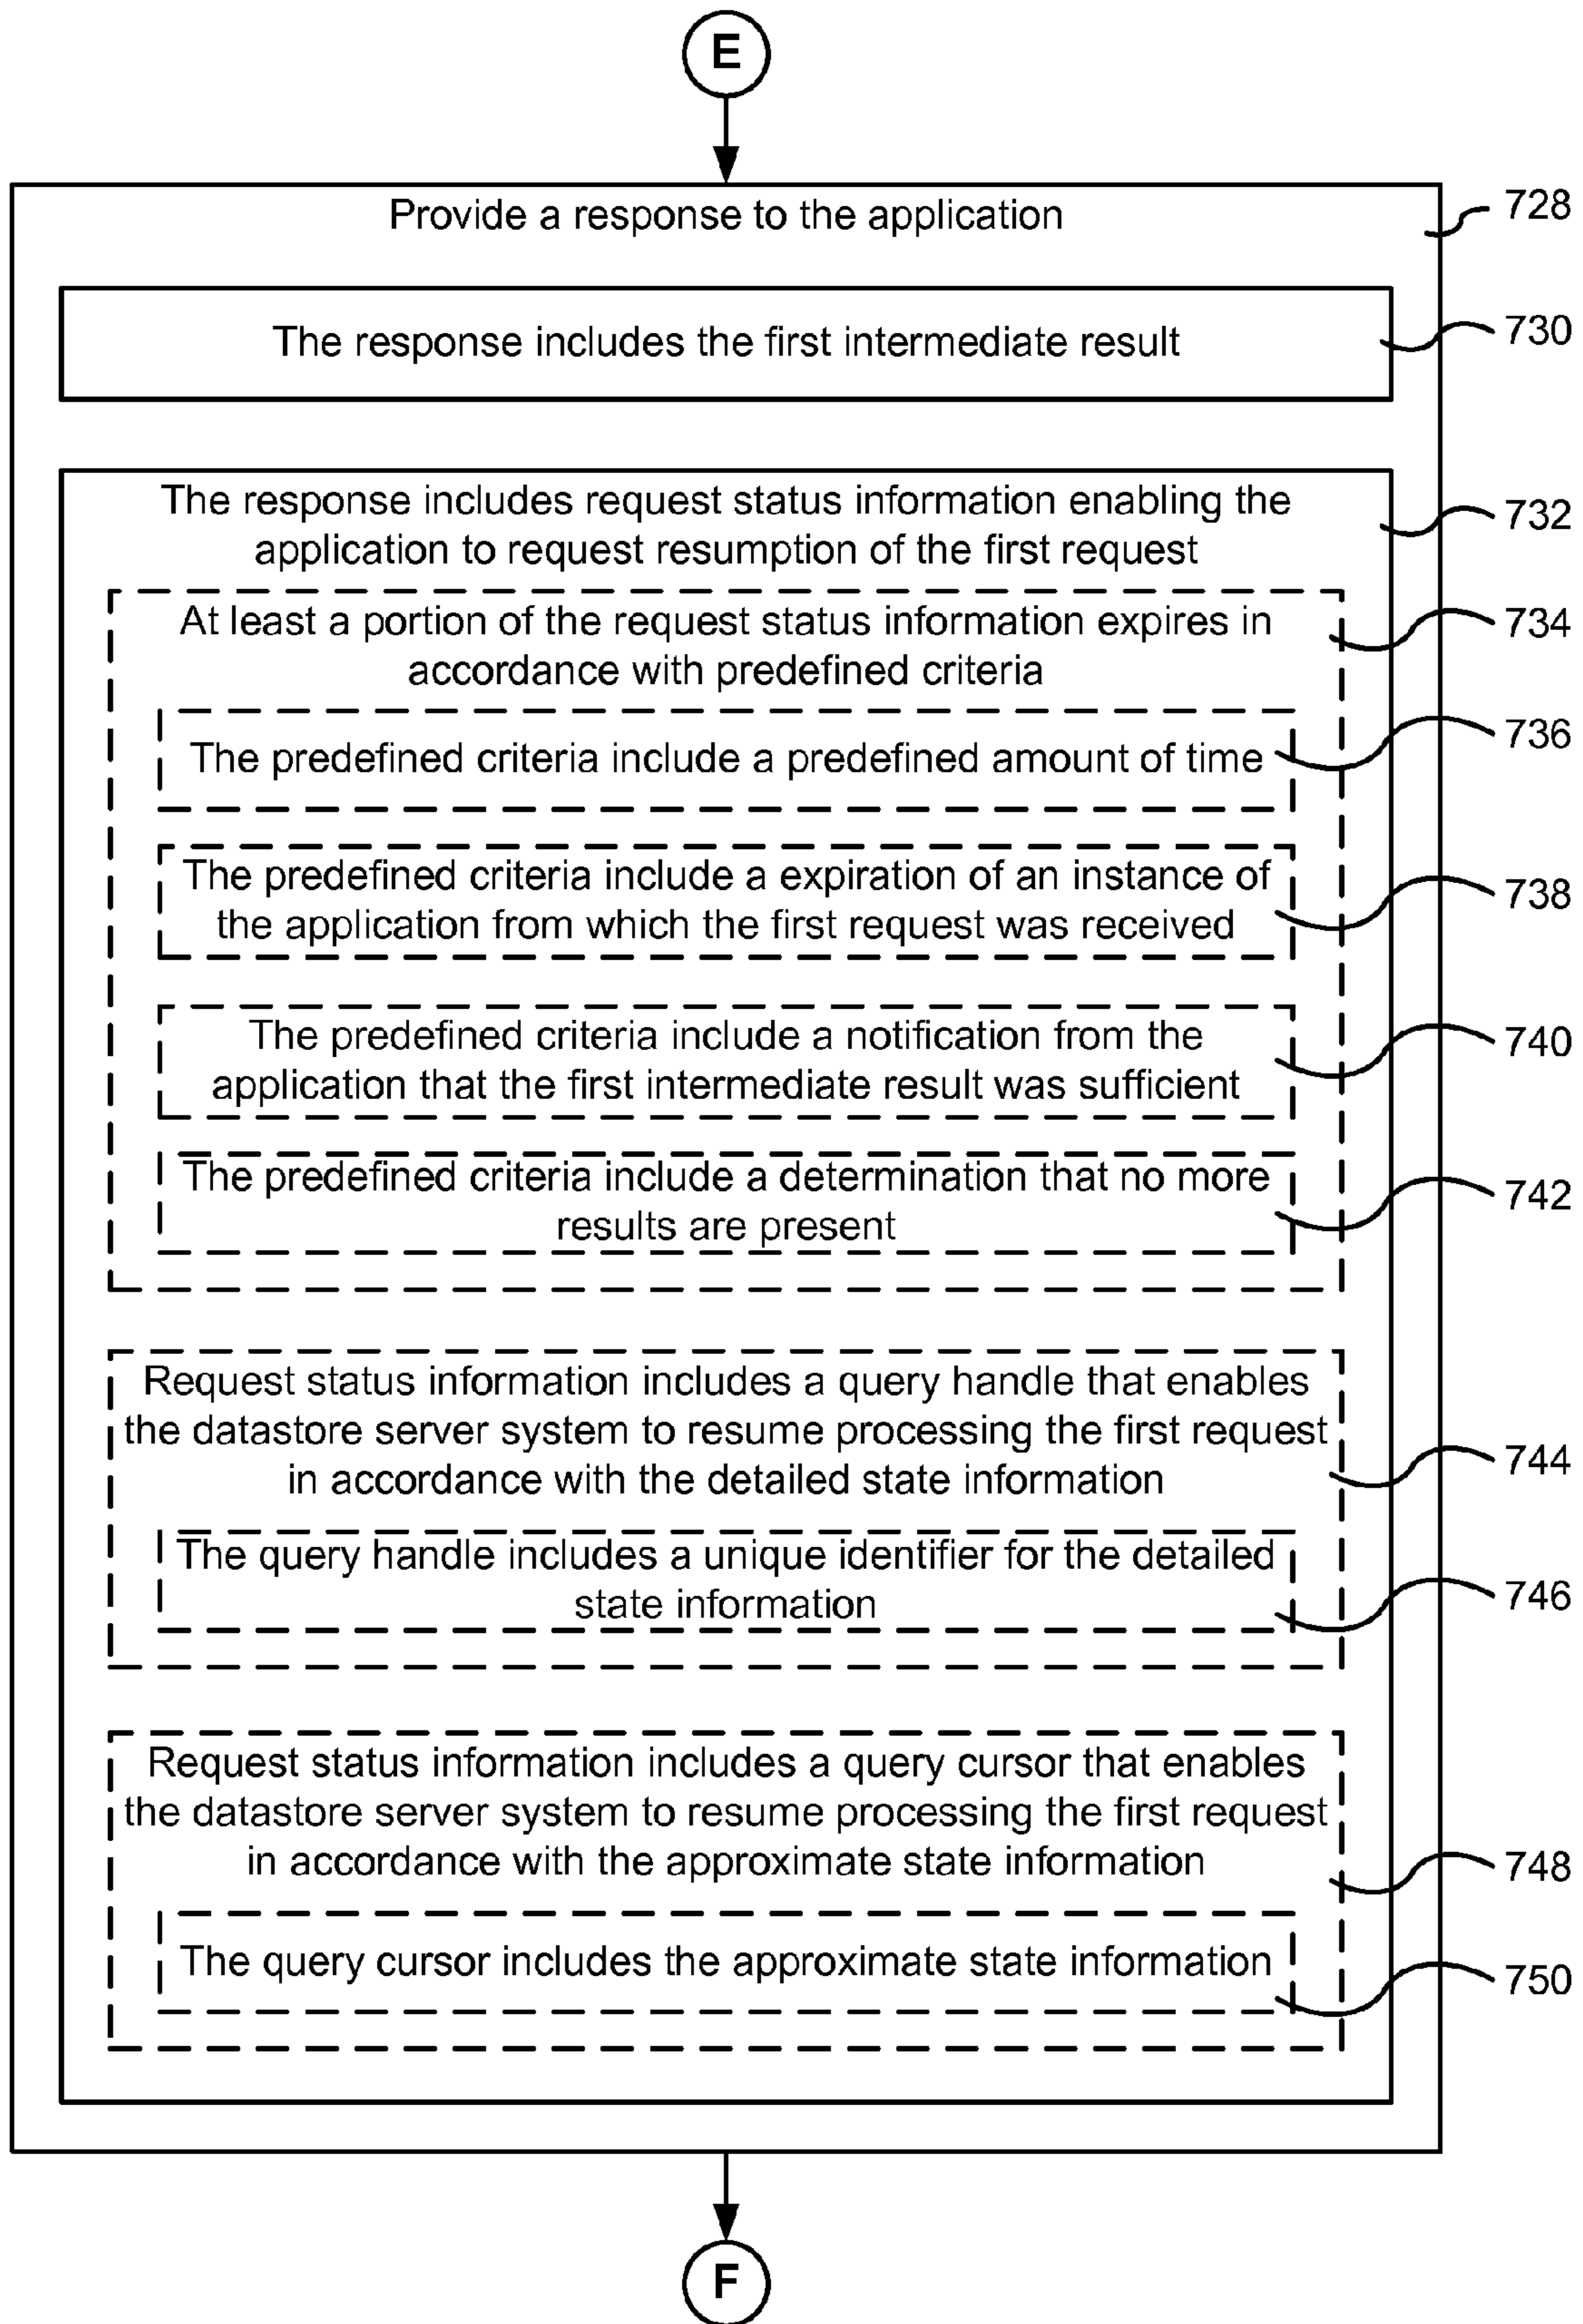 E
Provide a response to the application
728
The response includes the first intermediate result
730
The response includes request status information enabling the
application to request resumption of the first request
732
At least a portion of the request status information expires in
accordance with predefined criteria
734
The predefined criteria include a predefined amount of time
736
The predefined criteria include a expiration of an instance of
the application from which the first request was received
738
The predefined criteria include a notification from the
application that the first intermediate result was sufficient
740
The predefined criteria include a determination that no more
results are present
742
Request status information includes a query handle that enables
the datastore server system to resume processing the first request
in accordance with the detailed state information
744
The query handle includes a unique identifier for the detailed
state information
746
Request status information includes a query cursor that enables
the datastore server system to resume processing the first request
in accordance with the approximate state information
748
The query cursor includes the approximate state information
750
F